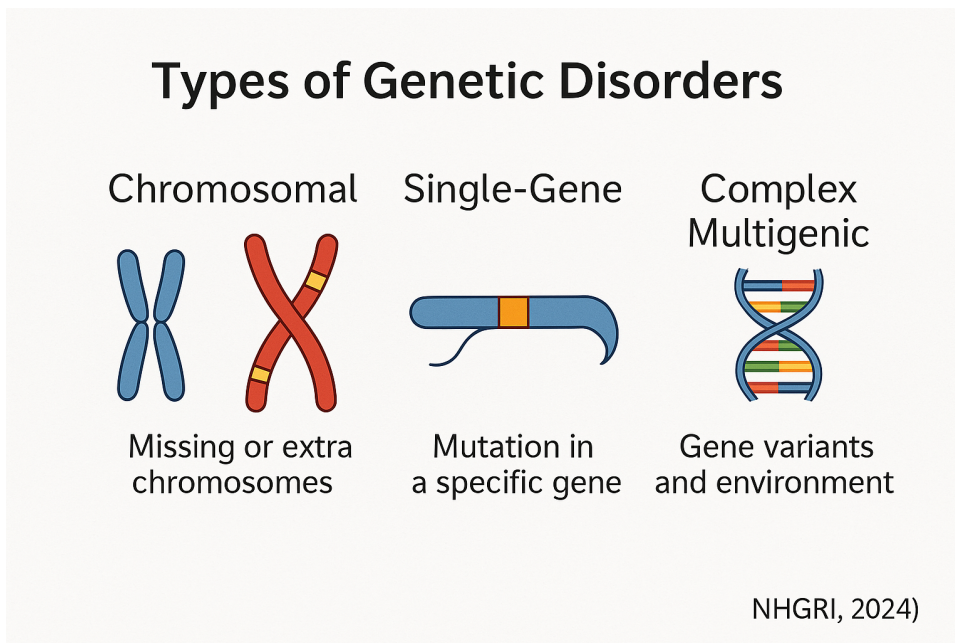 Types of Genetic Disorders
Chromosomal
Missing or extra
chromosomes
Single-Gene
Mutation in
a specific gene
Complex
Multigenic
Gene variants
and environment
NHGRI, 2024)